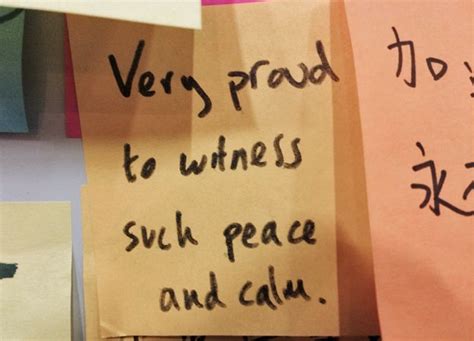 Very proud
to witness
such peace
and calm.
加
永